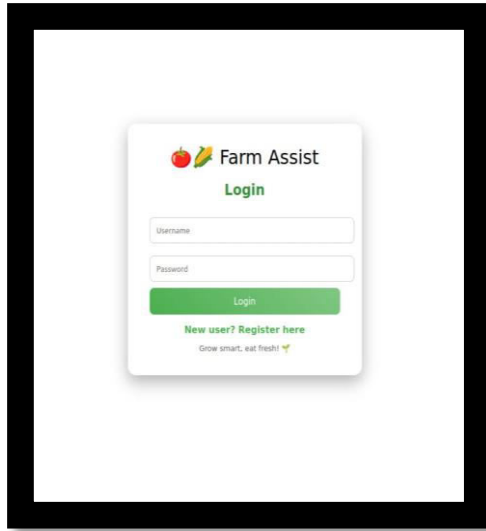 🍅🌽 Farm Assist
Login
Username
Password
Login
New user? Register here
Grow smart, eat fresh! 🌱